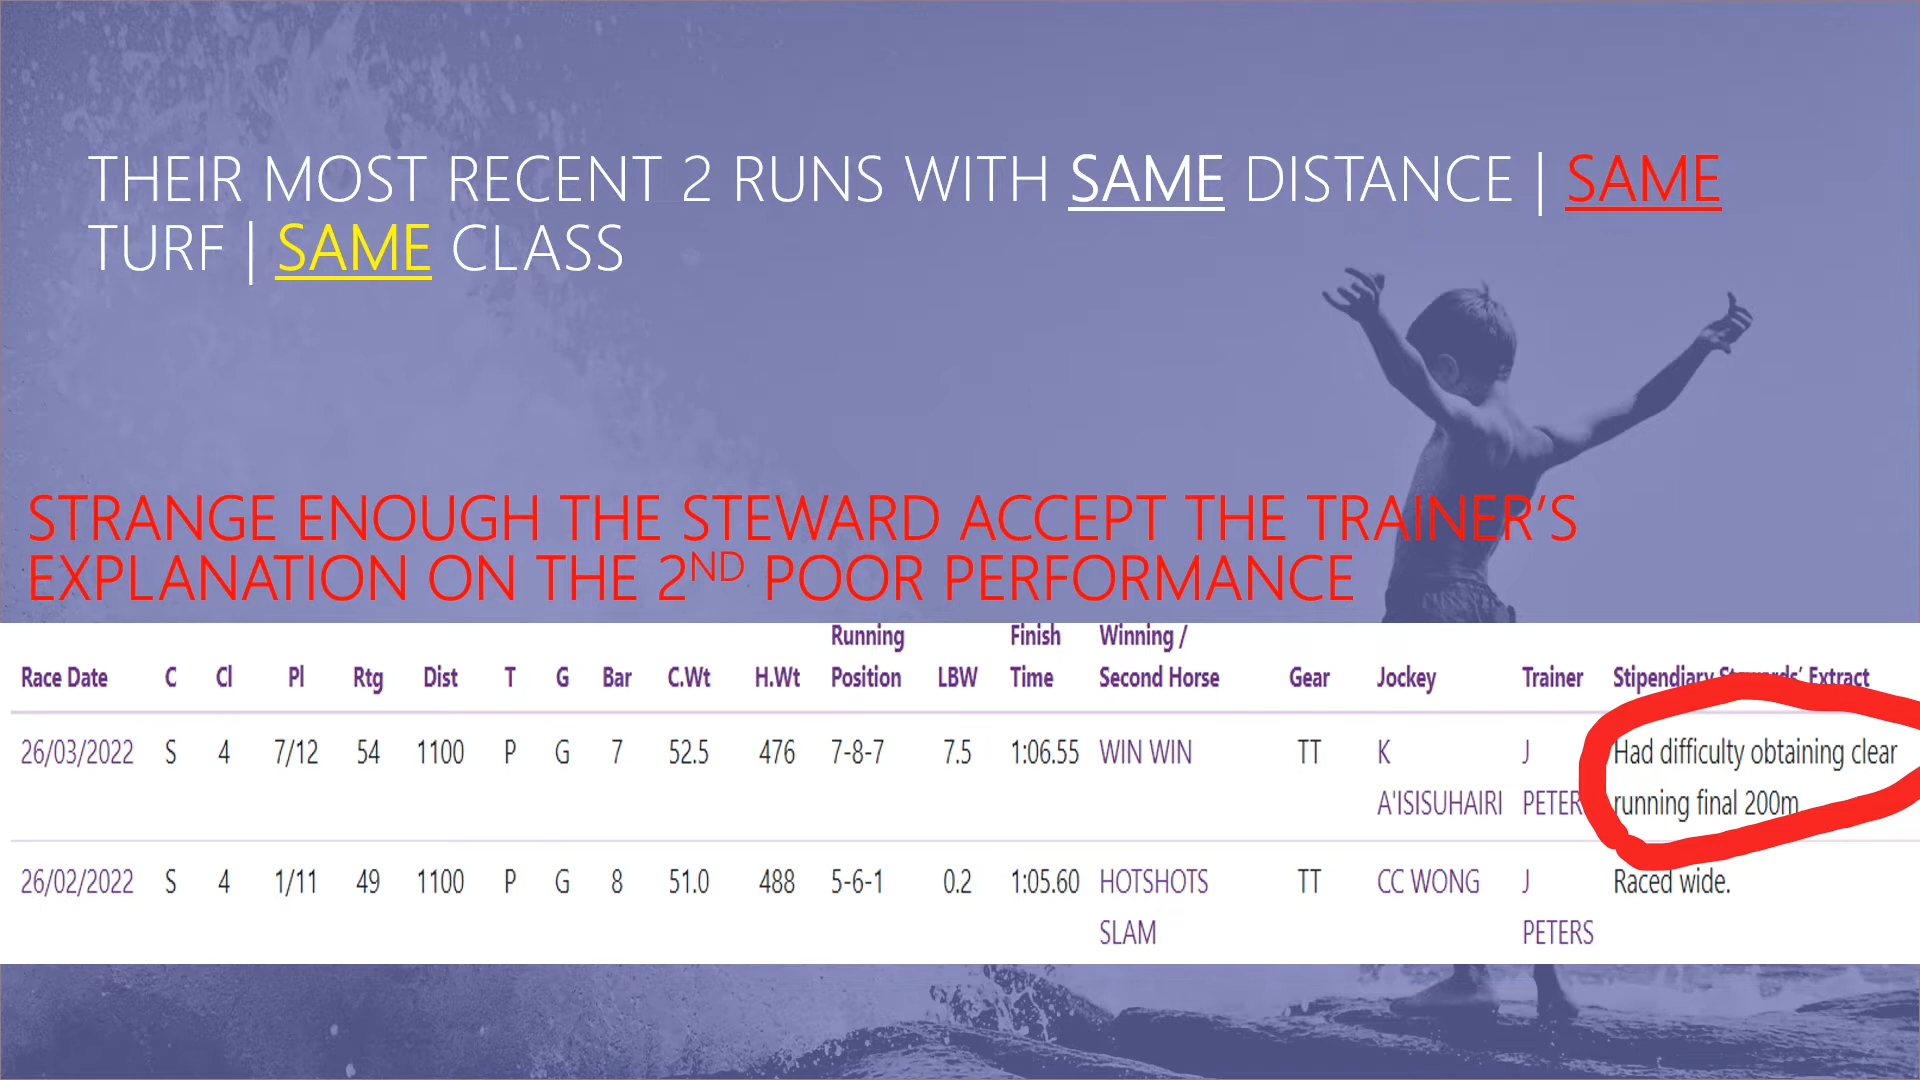 THEIR MOST RECENT 2 RUNS WITH SAME DISTANCE | SAME
TURF | SAME CLASS
STRANGE ENOUGH THE STEWARD ACCEPT THE TRAINER’S
EXPLANATION ON THE 2ND POOR PERFORMANCE
Running Finish Winning /
Race Date C Cl Pl Rtg Dist T G Bar C.Wt H.Wt Position LBW Time Second Horse Gear Jockey Trainer Stipendiary Stewards’ Extract
26/03/2022 S 4 7/12 54 1100 P G 7 52.5 476 7-8-7 7.5 1:06.55 WIN WIN TT K J Had difficulty obtaining clear
A'ISISUHAIRI PETERS running final 200m.
26/02/2022 S 4 1/11 49 1100 P G 8 51.0 488 5-6-1 0.2 1:05.60 HOTSHOTS TT CC WONG J Raced wide.
SLAM PETERS